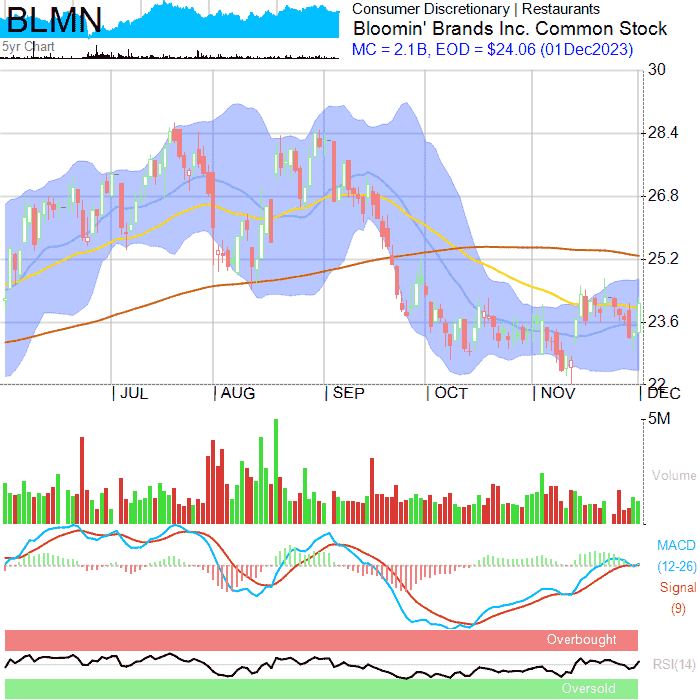 BLMN
5yr Chart
Consumer Discretionary | Restaurants
Bloomin' Brands Inc. Common Stock
MC = 2.1B, EOD = $24.06 (01Dec2023)
30
28.4
26.8
25.2
23.6
22
JUL AUG SEP OCT NOV DEC
5M
Volume
MACD
(12-26)
Signal
(9)
Overbought
RSI(14)
Oversold